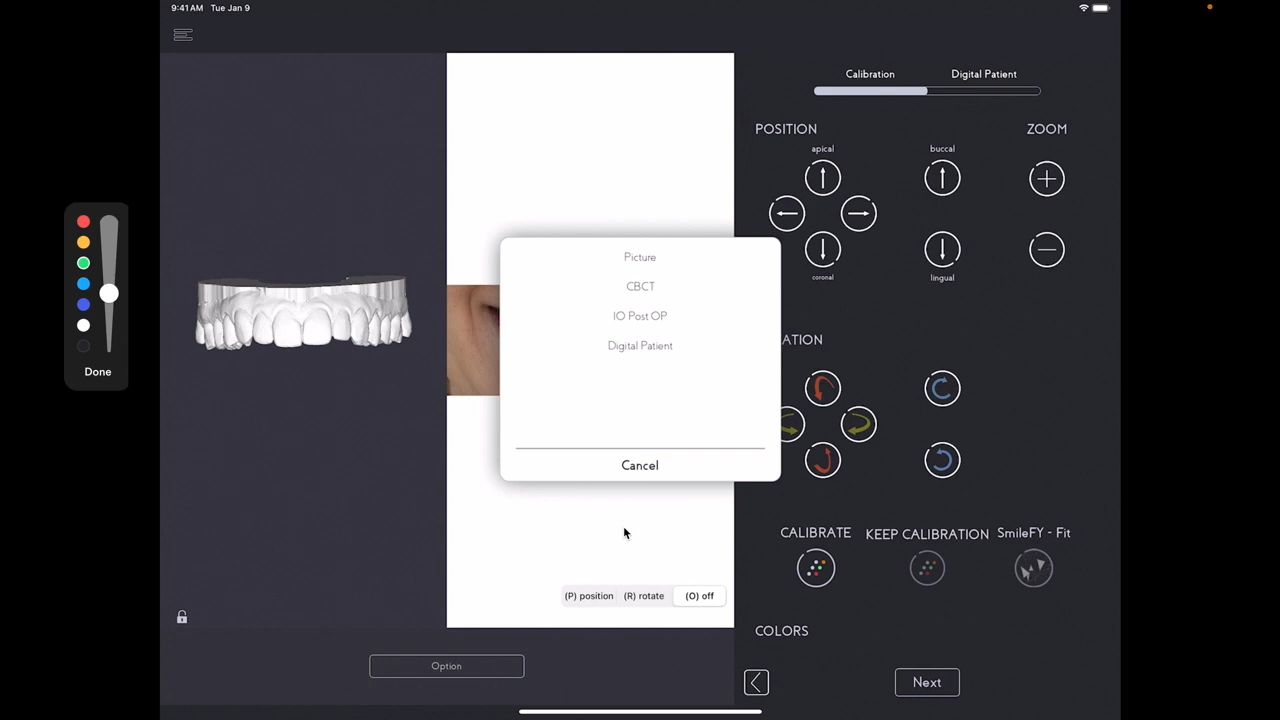 9:41 AM Tue Jan 9
Calibration Digital Patient
POSITION ZOOM
apical buccal
coronal lingual
Picture
CBCT
IO Post OP
Digital Patient
Cancel
ATION
CALIBRATE KEEP CALIBRATION SmileFY - Fit
(P) position (R) rotate (O) off
COLORS
Option
Next
Done